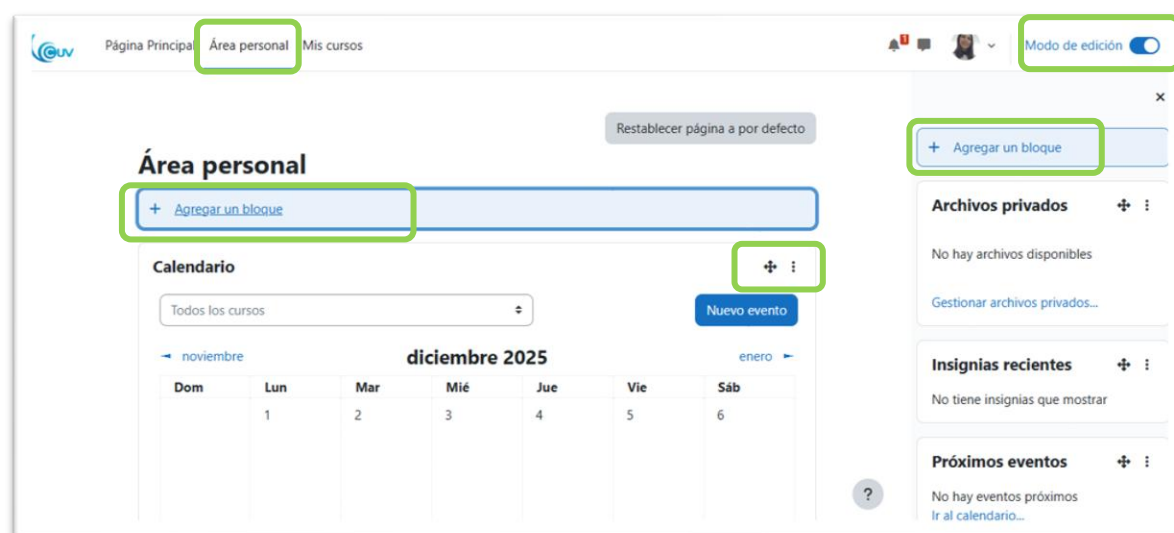 CUV
Página Principal Área personal Mis cursos
1
Modo de edición
Restablecer página a por defecto
Área personal
+ Agregar un bloque
Calendario
Todos los cursos
Nuevo evento
noviembre
diciembre 2025
enero
Dom Lun Mar Mié Jue Vie Sáb
1 2 3 4 5 6
+ Agregar un bloque
Archivos privados
No hay archivos disponibles
Gestionar archivos privados...
Insignias recientes
No tiene insignias que mostrar
Próximos eventos
No hay eventos próximos
Ir al calendario...
?